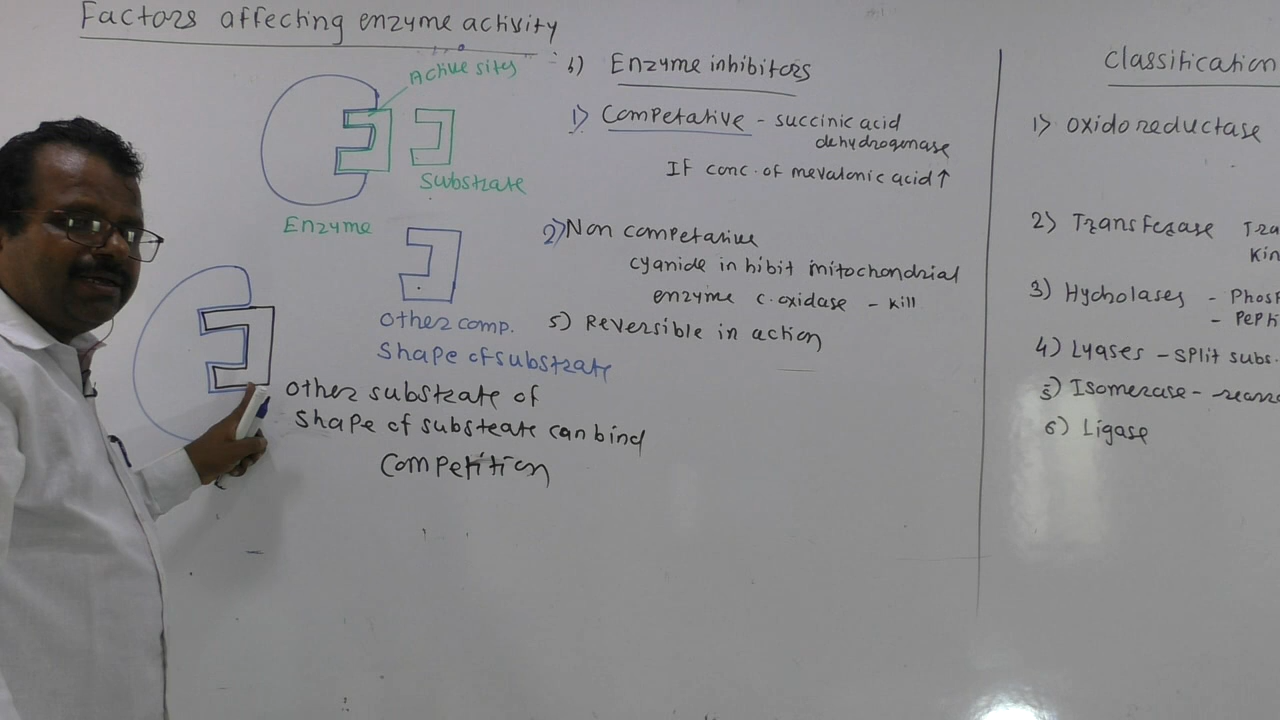 Factors affecting enzyme activity
Active sites
Substrate
Enzyme
other comp.
Shape of substrate
other substrate of
Shape of substeate can bind
Competition
6) Enzyme inhibitors
1) Competative - succinic acid
dehydrogenase
If conc. of mevalonic acid ↑
2) Non competative
cyanide in hibit mitochondrial
enzyme c. oxidase - kill
5) Reversible in action
Classification
1) oxidoreductase
2) Transferase Tra
Kin
3) Hydrolases - Phosp
- Pepti
4) Lyases - split subs.
5) Isomerase - rearra
6) Ligase